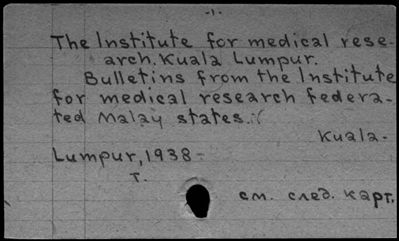 -1-
The Institute for medical rese-
arch. Kuala Lumpur.
Bulletins from the Institute
for medical research federa-
ted Malay states.
Kuala-
Lumpur, 1938-
т.
см. след. карт.